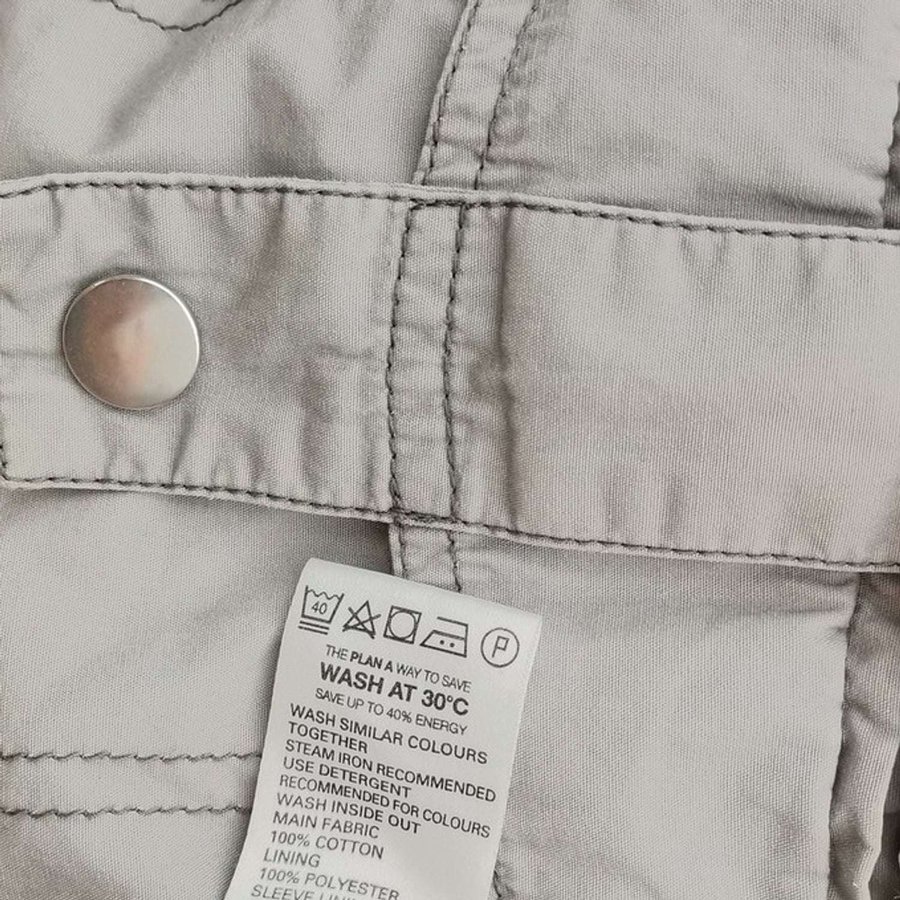 40
P
THE PLAN A WAY TO SAVE
WASH AT 30°C
SAVE UP TO 40% ENERGY
WASH SIMILAR COLOURS
TOGETHER
STEAM IRON RECOMMENDED
USE DETERGENT
RECOMMENDED FOR COLOURS
WASH INSIDE OUT
MAIN FABRIC
100% COTTON
LINING
100% POLYESTER
SLEEVE